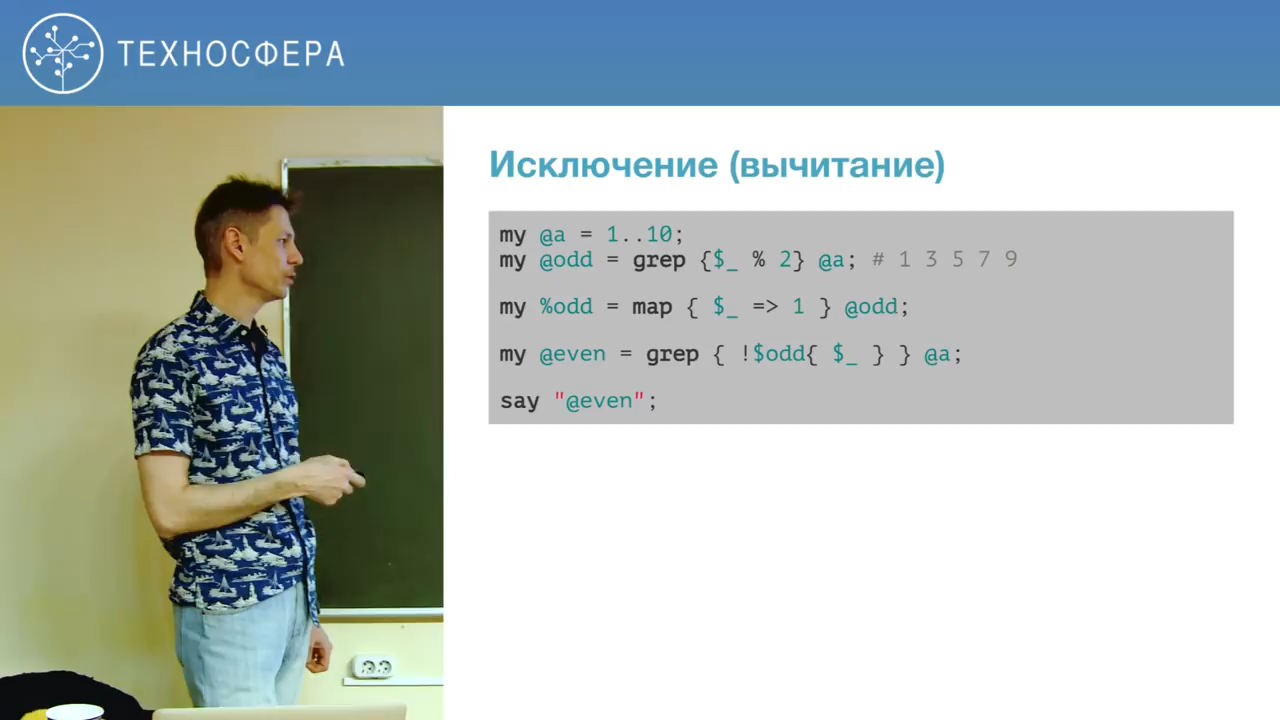 ТЕХНОСФЕРА
Исключение (вычитание)
my @a = 1..10;
my @odd = grep {$_ % 2} @a; # 1 3 5 7 9
my %odd = map { $_ => 1 } @odd;
my @even = grep { !$odd{ $_ } } @a;
say "@even";